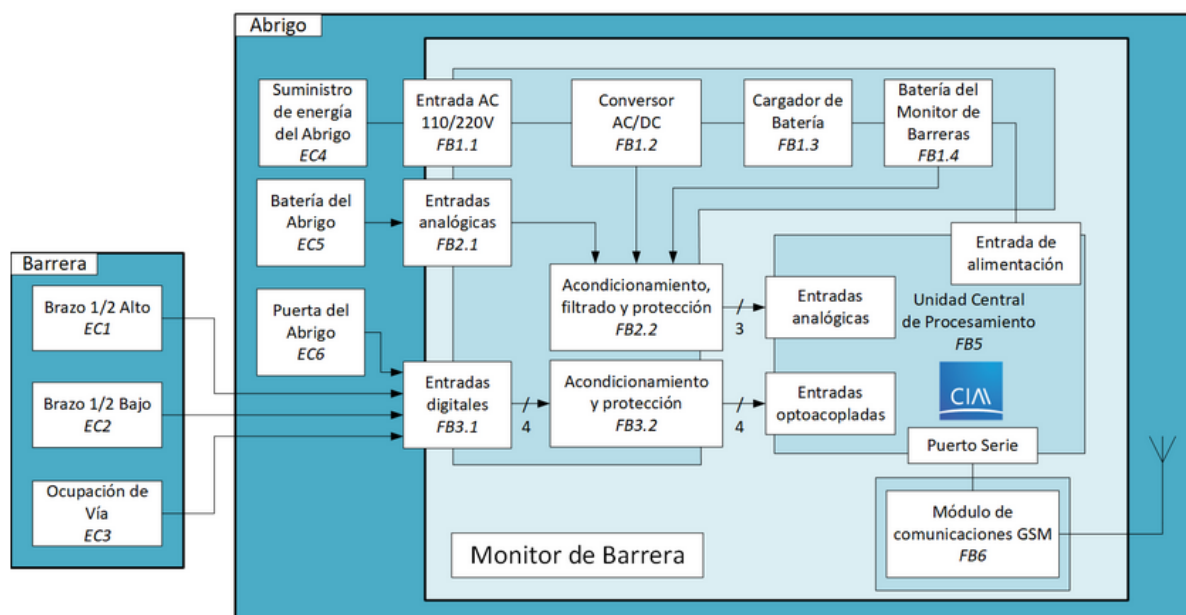 Abrigo
Suministro
de energía
del Abrigo
EC4
Entrada AC
110/220V
FB1.1
Conversor
AC/DC
FB1.2
Cargador de
Batería
FB1.3
Batería del
Monitor de
Barreras
FB1.4
Batería del
Abrigo
EC5
Entradas
analógicas
FB2.1
Entrada de
alimentación
Barrera
Brazo 1/2 Alto
EC1
Puerta del
Abrigo
EC6
Acondicionamiento,
filtrado y protección
FB2.2
3
Entradas
analógicas
Unidad Central
de Procesamiento
FB5
CIAA
Brazo 1/2 Bajo
EC2
Entradas
digitales
FB3.1
4
Acondicionamiento
y protección
FB3.2
4
Entradas
optoacopladas
Puerto Serie
Ocupación de
Vía
EC3
Monitor de Barrera
Módulo de
comunicaciones GSM
FB6